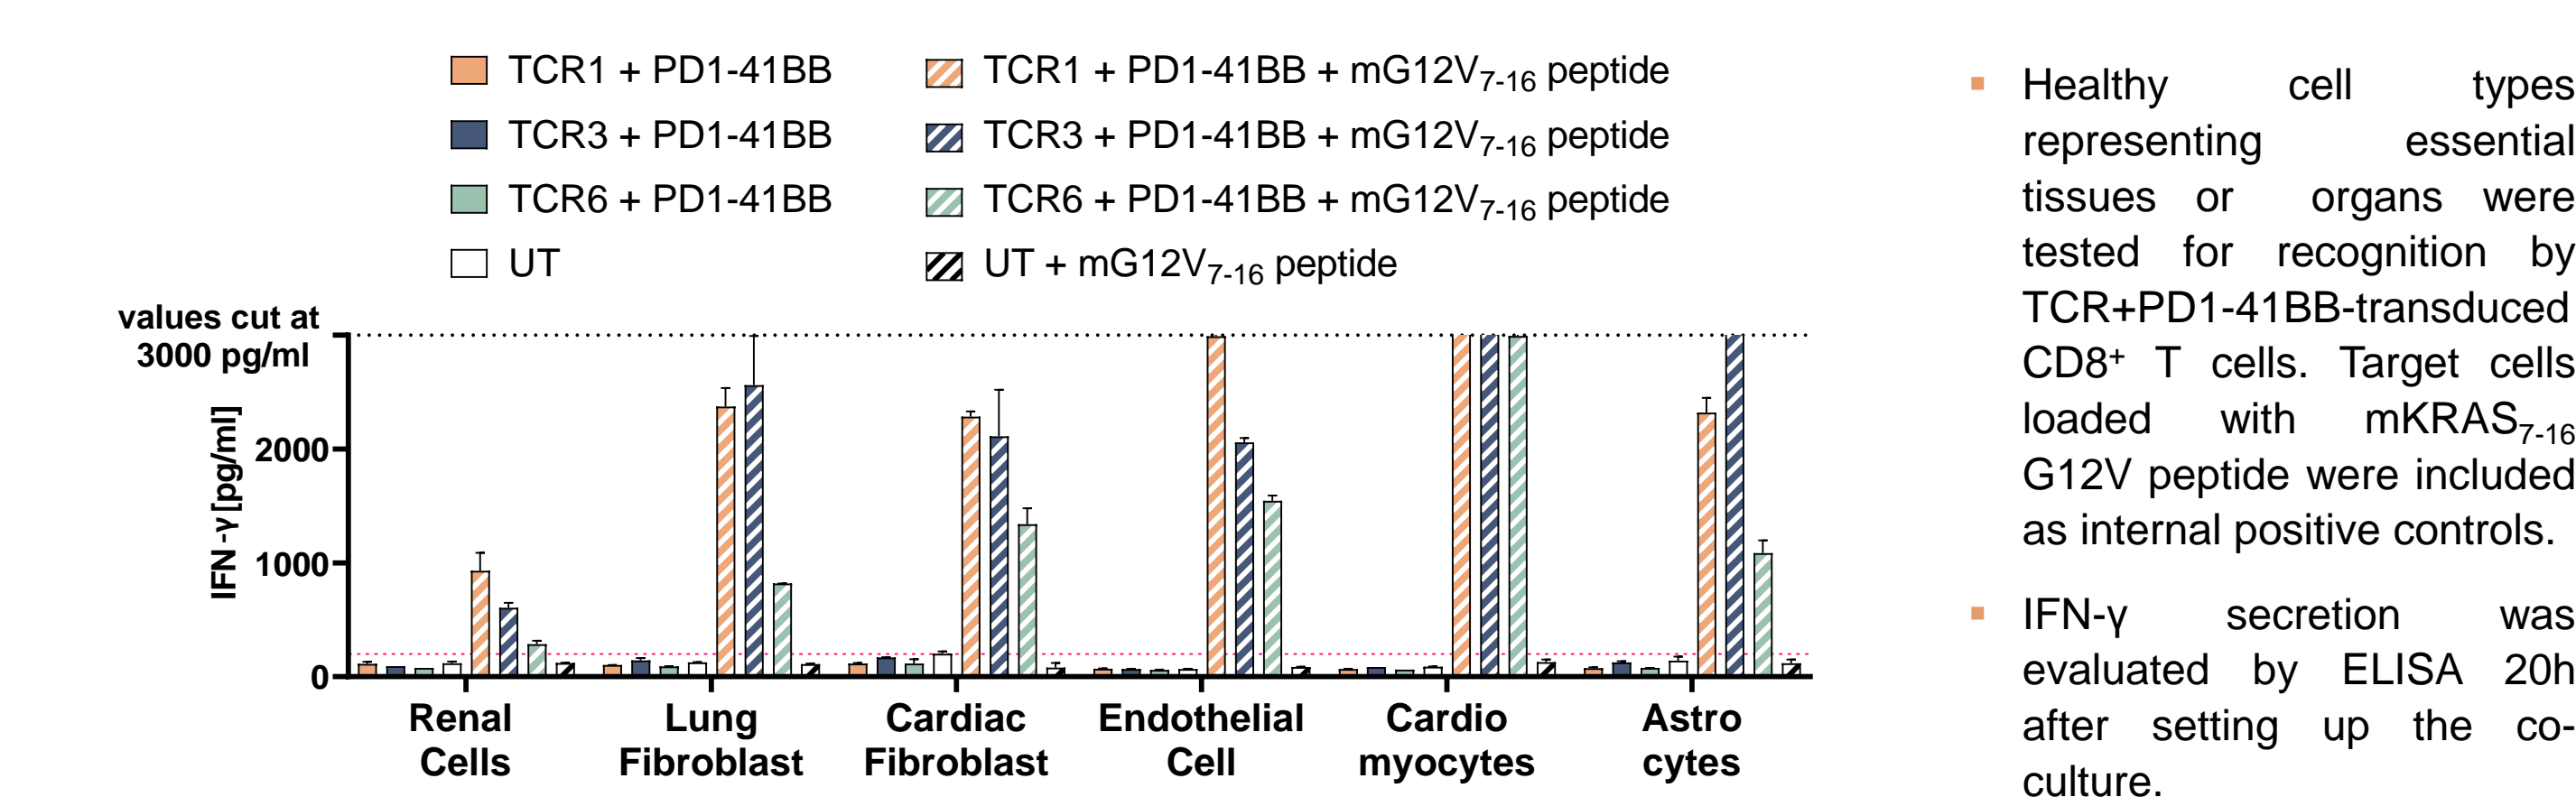 TCR1 + PD1-41BB
TCR3 + PD1-41BB
TCR6 + PD1-41BB
UT
TCR1 + PD1-41BB + mG12V7-16 peptide
TCR3 + PD1-41BB + mG12V7-16 peptide
TCR6 + PD1-41BB + mG12V7-16 peptide
UT + mG12V7-16 peptide
values cut at
3000 pg/ml
IFN-γ [pg/ml]
2000
1000
0
Renal
Cells
Lung
Fibroblast
Cardiac
Fibroblast
Endothelial
Cell
Cardio
myocytes
Astro
cytes
▪ Healthy cell types
representing essential
tissues or organs were
tested for recognition by
TCR+PD1-41BB-transduced
CD8⁺ T cells. Target cells
loaded with mKRAS7-16
G12V peptide were included
as internal positive controls.
▪ IFN-γ secretion was
evaluated by ELISA 20h
after setting up the co-
culture.